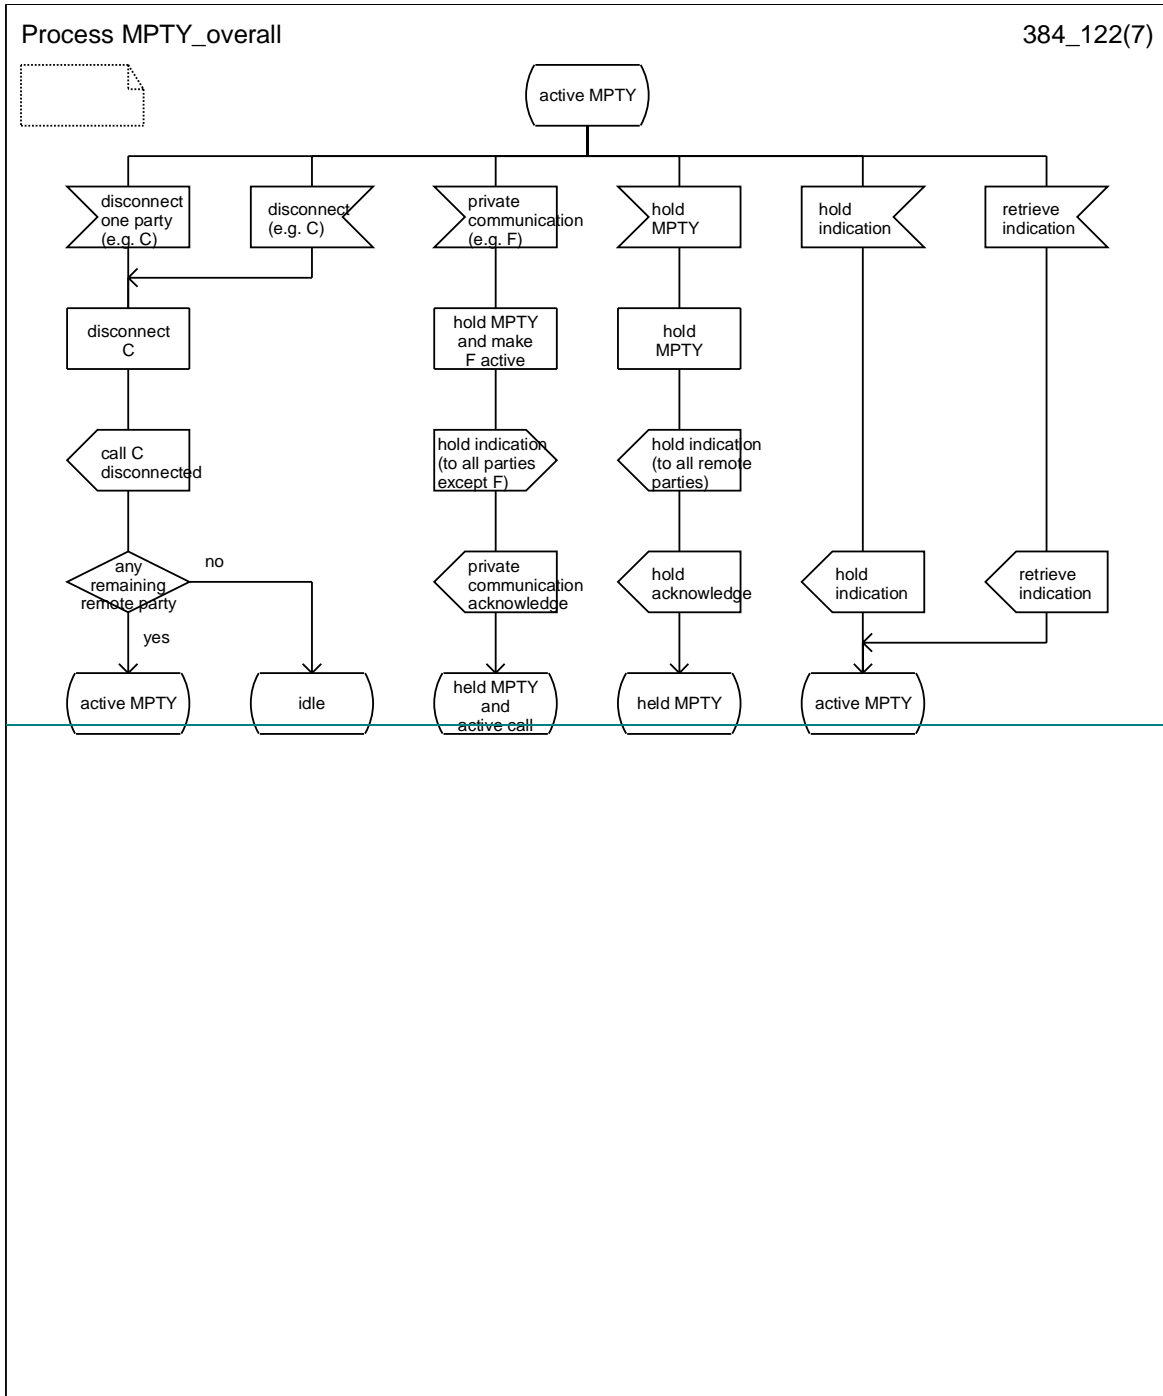 Process MPTY_overall
384_122(7)
active MPTY
disconnect
one party
(e.g. C)
disconnect
(e.g. C)
private
communication
(e.g. F)
hold
MPTY
hold
indication
retrieve
indication
disconnect
C
hold MPTY
and make
F active
hold
MPTY
call C
disconnected
hold indication
(to all parties
except F)
hold indication
(to all remote
parties)
any
remaining
remote party
no
yes
private
communication
acknowledge
hold
acknowledge
hold
indication
retrieve
indication
active MPTY
idle
held MPTY
and
active call
held MPTY
active MPTY